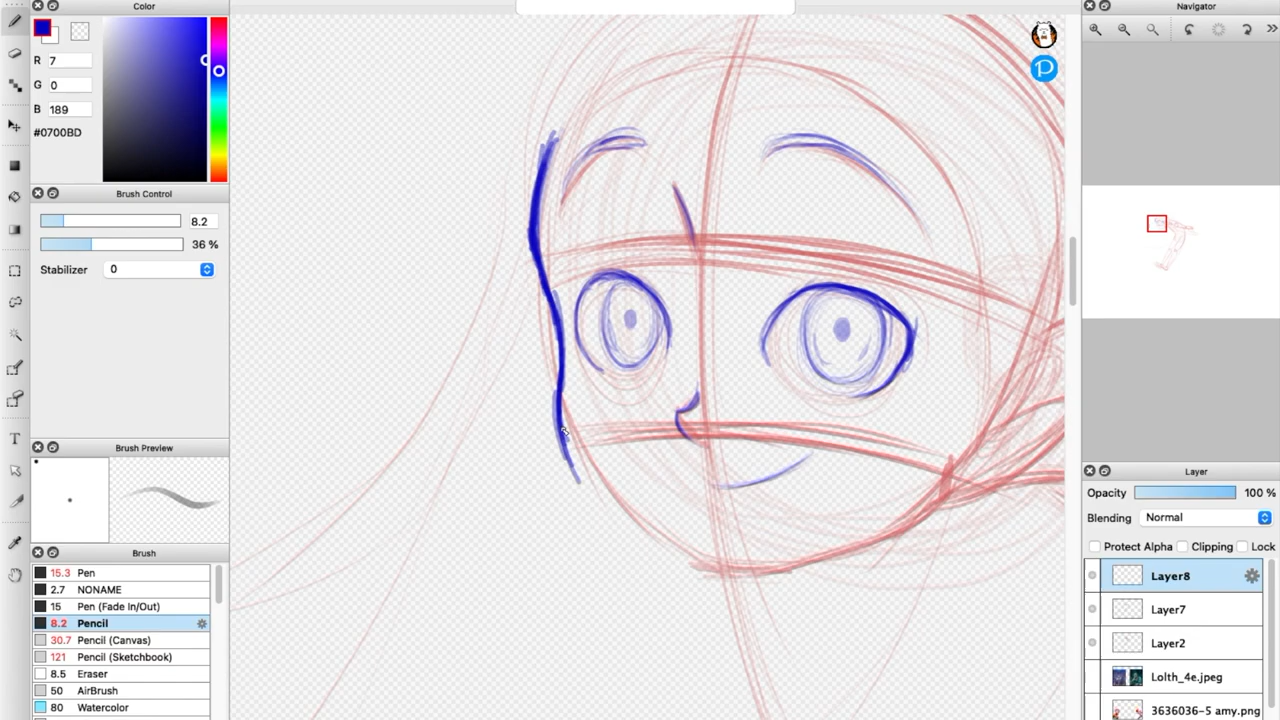 Color
R 7
G 0
B 189
#0700BD
Brush Control
8.2
36 %
Stabilizer 0
Brush Preview
Brush
15.3 Pen
2.7 NONAME
15 Pen (Fade In/Out)
8.2 Pencil
30.7 Pencil (Canvas)
121 Pencil (Sketchbook)
8.5 Eraser
50 AirBrush
80 Watercolor
T
P
Navigator
Layer
Opacity 100 %
Blending Normal
Protect Alpha Clipping Lock
Layer8
Layer7
Layer2
Lolth_4e.jpeg
3636036-5 amy.png